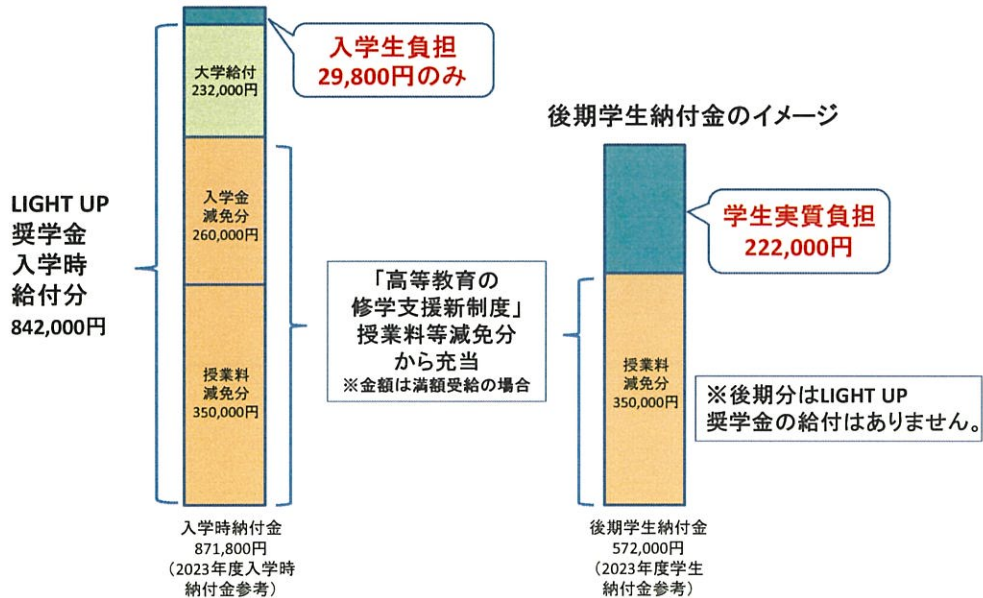 入学生負担
29,800円のみ
大学給付
232,000円
入学金
減免分
260,000円
授業料
減免分
350,000円
LIGHT UP
奨学金
入学時
給付分
842,000円
「高等教育の
修学支援新制度」
授業料等減免分
から充当
※金額は満額受給の場合
入学時納付金
871,800円
（2023年度入学時
納付金参考）
後期学生納付金のイメージ
学生実質負担
222,000円
授業料
減免分
350,000円
※後期分はLIGHT UP
奨学金の給付はありません。
後期学生納付金
572,000円
（2023年度学生
納付金参考）